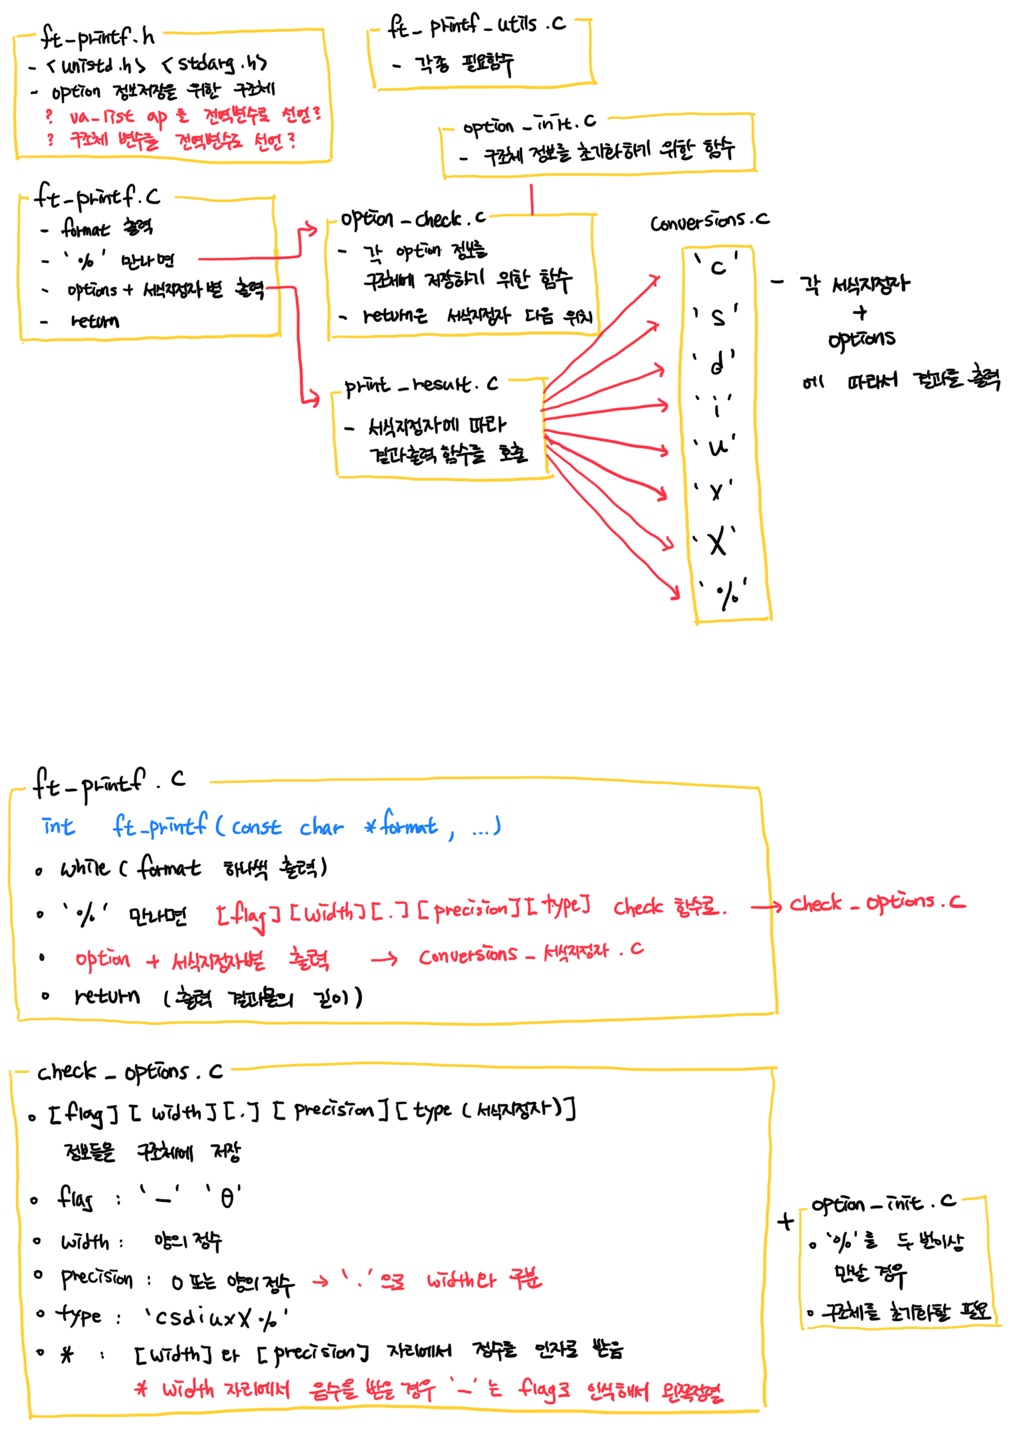 ft_printf.h
- <unistd.h> <stdarg.h>
- option 정보저장을 위한 구조체
? va_list ap 를 전역변수로 선언?
? 구조체 변수를 전역변수로 선언?
ft_printf_utils.c
- 각종 필요함수
option_init.c
- 구조체 정보를 초기화하기 위한 함수
ft_printf.c
- format 출력
- '%' 만나면
- options + 서식지정자별 출력
- return
option_check.c
- 각 option 정보를
구조체에 저장하기 위한 함수
- return은 서식지정자 다음 위치
print_result.c
- 서식지정자에 따라
결과출력 함수를 호출
conversions.c
'c'
's'
'd'
'i'
'u'
'x'
'X'
'%'
- 각 서식지정자
+
options
에 따라서 결과를 출력
ft_printf.c
int ft_printf(const char *format, ...)
• while(format 하나씩 출력)
• '%' 만나면 [flag][width][.][precision][type] check 함수로. → check_options.c
• option + 서식지정자별 출력 → conversions_서식지정자.c
• return (출력 결과물의 길이)
check_options.c
• [flag][width][.][precision][type(서식지정자)]
정보들을 구조체에 저장
• flag : '-' '0'
• width : 양의 정수
• precision : 0 또는 양의 정수 → '.'으로 width와 구분
• type : 'csdiuxX%'
• * : [width]와 [precision] 자리에서 정수를 인자로 받음
* width 자리에서 음수를 받을 경우 '-'는 flag로 인식해서 왼쪽정렬
+
option_init.c
• '%'를 두 번이상
만날 경우
• 구조체를 초기화할 필요